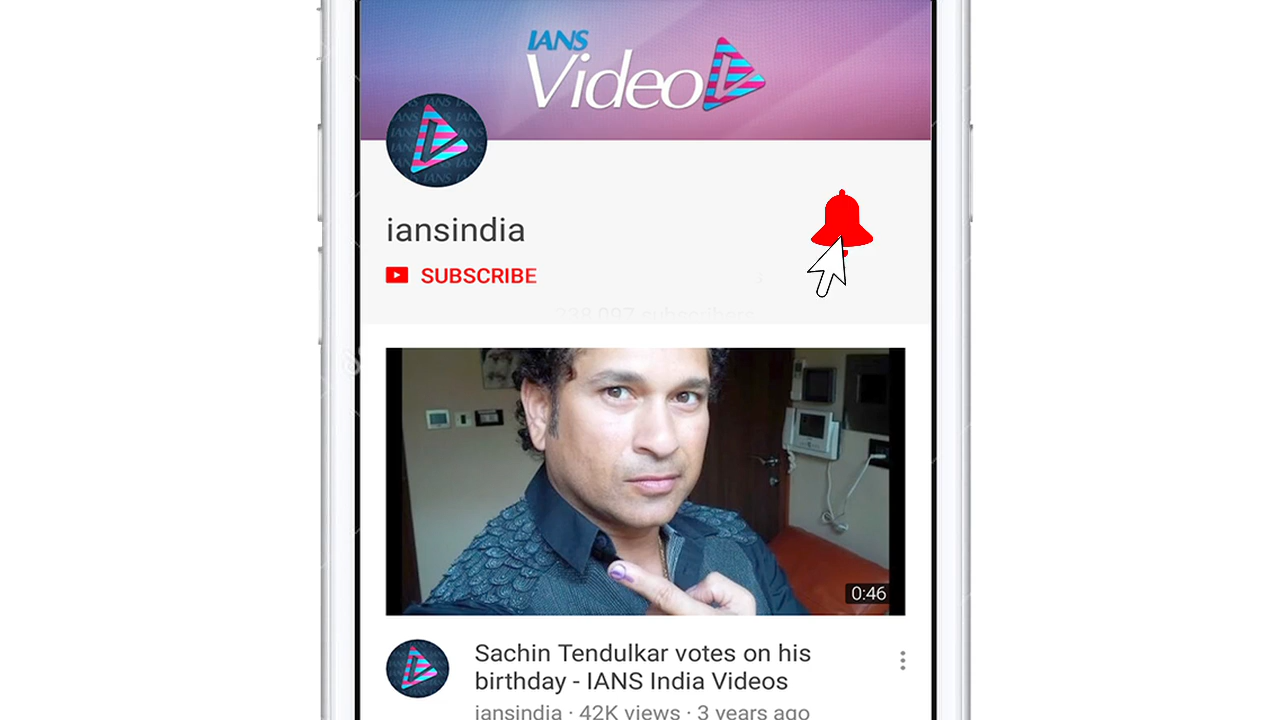 IANS
Video
iansindia
SUBSCRIBE
238,097 subscribers
0:46
Sachin Tendulkar votes on his
birthday - IANS India Videos
iansindia · 42K views · 3 years ago